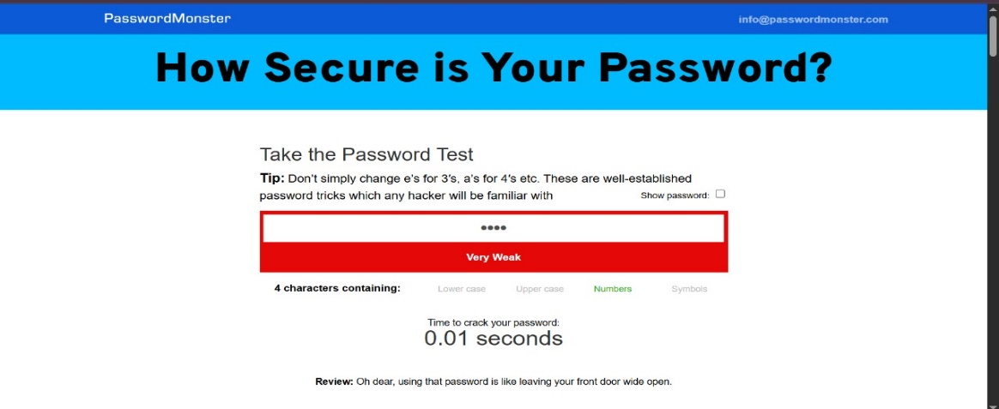 PasswordMonster
info@passwordmonster.com
How Secure is Your Password?
Take the Password Test
Tip: Don't simply change e's for 3's, a's for 4's etc. These are well-established
password tricks which any hacker will be familiar with
Show password:
••••
Very Weak
4 characters containing: Lower case Upper case Numbers Symbols
Time to crack your password:
0.01 seconds
Review: Oh dear, using that password is like leaving your front door wide open.